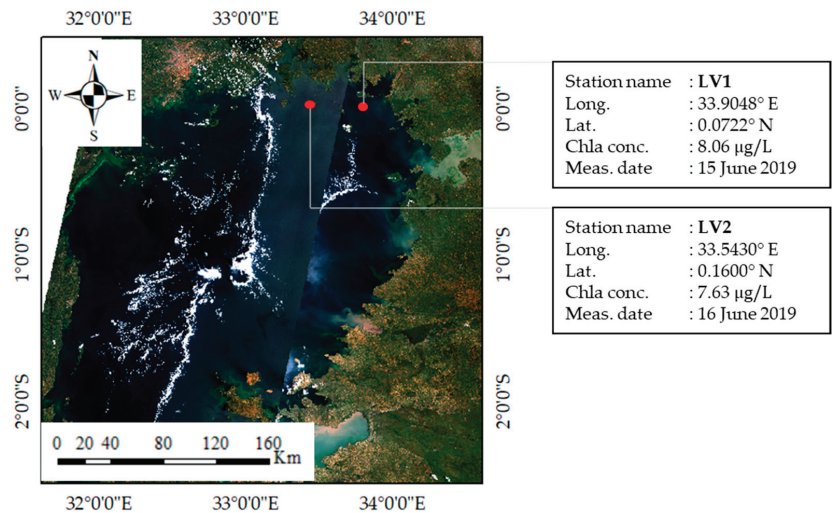 32°0'0"E 33°0'0"E 34°0'0"E
N
W E
S
0°0'0"
0°0'0"
1°0'0"S
1°0'0"S
2°0'0"S
2°0'0"S
0 20 40 80 120 160
Km
32°0'0"E 33°0'0"E 34°0'0"E
Station name : LV1
Long. : 33.9048° E
Lat. : 0.0722° N
Chla conc. : 8.06 µg/L
Meas. date : 15 June 2019
Station name : LV2
Long. : 33.5430° E
Lat. : 0.1600° N
Chla conc. : 7.63 µg/L
Meas. date : 16 June 2019